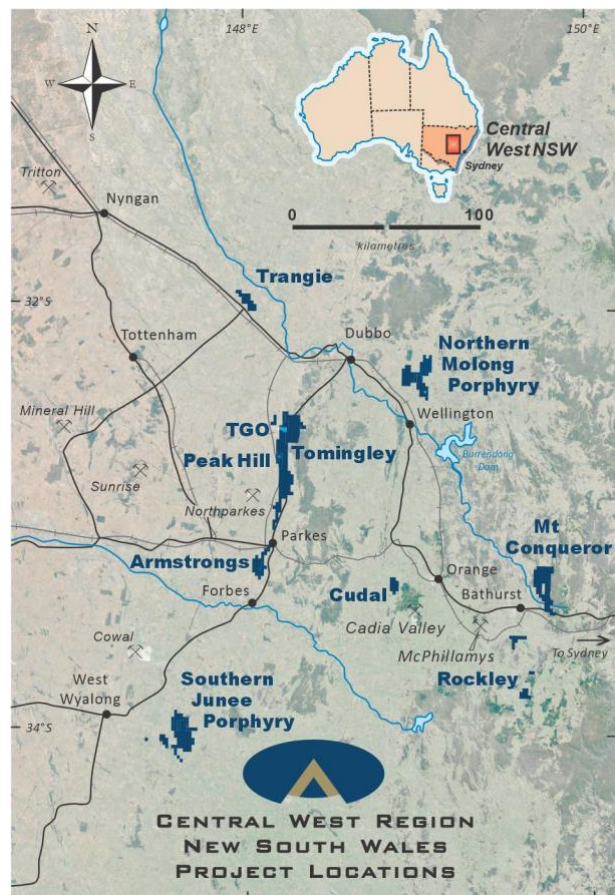 148°E
150°E
N
W
E
S
Central
West NSW
Sydney
0
100
kilometres
Tritton
Nyngan
Trangie
32°S
Dubbo
Tottenham
Northern
Molong
Porphyry
Mineral Hill
Wellington
TGO
Tomingley
Peak Hill
Burrendong
Dam
Sunrise
Northparkes
Parkes
Mt
Conqueror
Armstrongs
Orange
Cudal
Bathurst
Forbes
Cadia Valley
McPhillamys
To Sydney
Cowal
West
Wyalong
Southern
Junee
Porphyry
Rockley
34°S
Central West Region
New South Wales
Project Locations